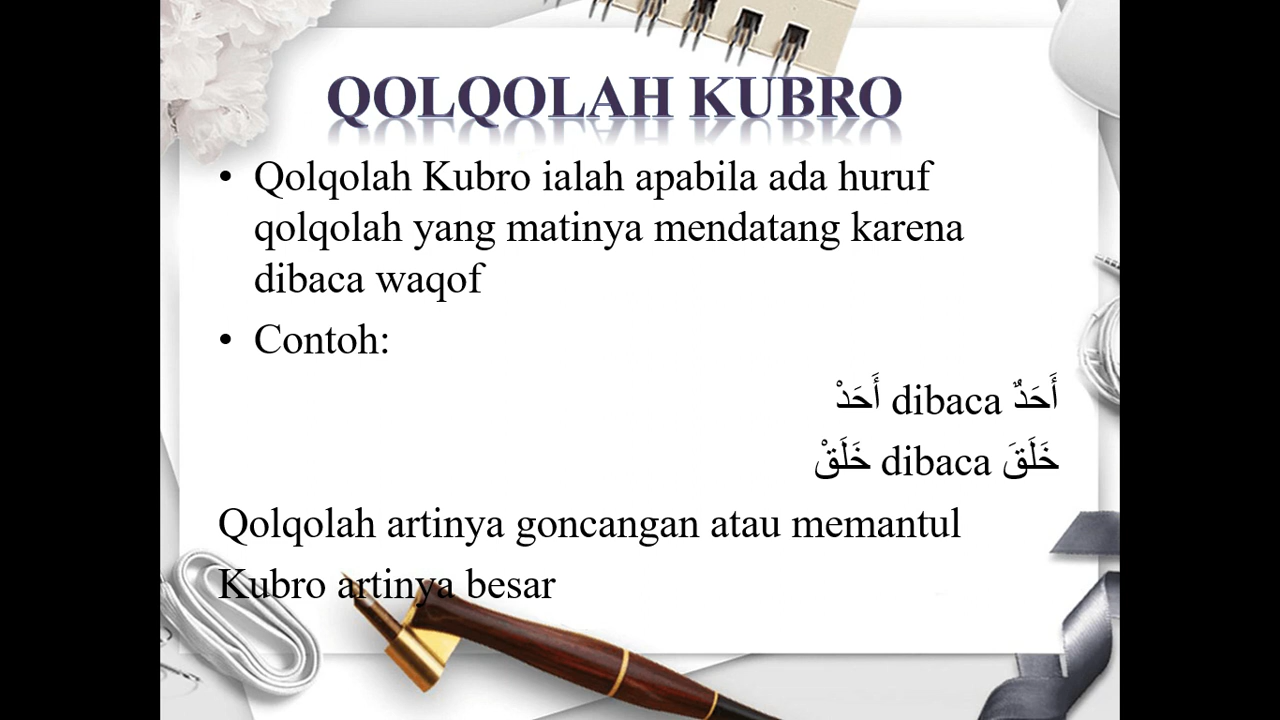 QOLQOLAH KUBRO
• Qolqolah Kubro ialah apabila ada huruf
qolqolah yang matinya mendatang karena
dibaca waqof
• Contoh:
أَحَدٌ dibaca أَحَدْ
خَلَقَ dibaca خَلَقْ
Qolqolah artinya goncangan atau memantul
Kubro artinya besar